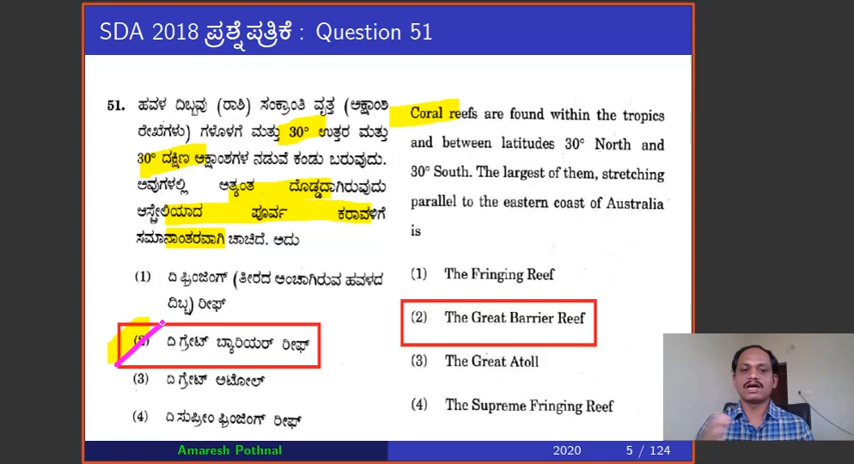 SDA 2018 ಪ್ರಶ್ನೆಪತ್ರಿಕೆ : Question 51
51. ಹವಳ ದಿಬ್ಬವು (ರಾಶಿ) ಸಂಕ್ರಾಂತಿ ವೃತ್ತ (ಅಕ್ಷಾಂಶ
ರೇಖೆಗಳು) ಗಳೊಳಗೆ ಮತ್ತು 30° ಉತ್ತರ ಮತ್ತು
30° ದಕ್ಷಿಣ ಅಕ್ಷಾಂಶಗಳ ನಡುವೆ ಕಂಡು ಬರುವುದು.
ಅವುಗಳಲ್ಲಿ ಅತ್ಯಂತ ದೊಡ್ಡದಾಗಿರುವುದು
ಆಸ್ಟ್ರೇಲಿಯಾದ ಪೂರ್ವ ಕರಾವಳಿಗೆ
ಸಮಾನಾಂತರವಾಗಿ ಚಾಚಿದೆ. ಅದು
(1) ದಿ ಫ್ರಿಂಜಿಂಗ್ (ತೀರದ ಅಂಚಾಗಿರುವ ಹವಳದ
ದಿಬ್ಬ) ರೀಫ್
(2) ದಿ ಗ್ರೇಟ್ ಬ್ಯಾರಿಯರ್ ರೀಫ್
(3) ದಿ ಗ್ರೇಟ್ ಅಟೋಲ್
(4) ದಿ ಸುಪ್ರೀಂ ಫ್ರಿಂಜಿಂಗ್ ರೀಫ್
Coral reefs are found within the tropics
and between latitudes 30° North and
30° South. The largest of them, stretching
parallel to the eastern coast of Australia
is
(1) The Fringing Reef
(2) The Great Barrier Reef
(3) The Great Atoll
(4) The Supreme Fringing Reef
Amaresh Pothnal 2020 5 / 124